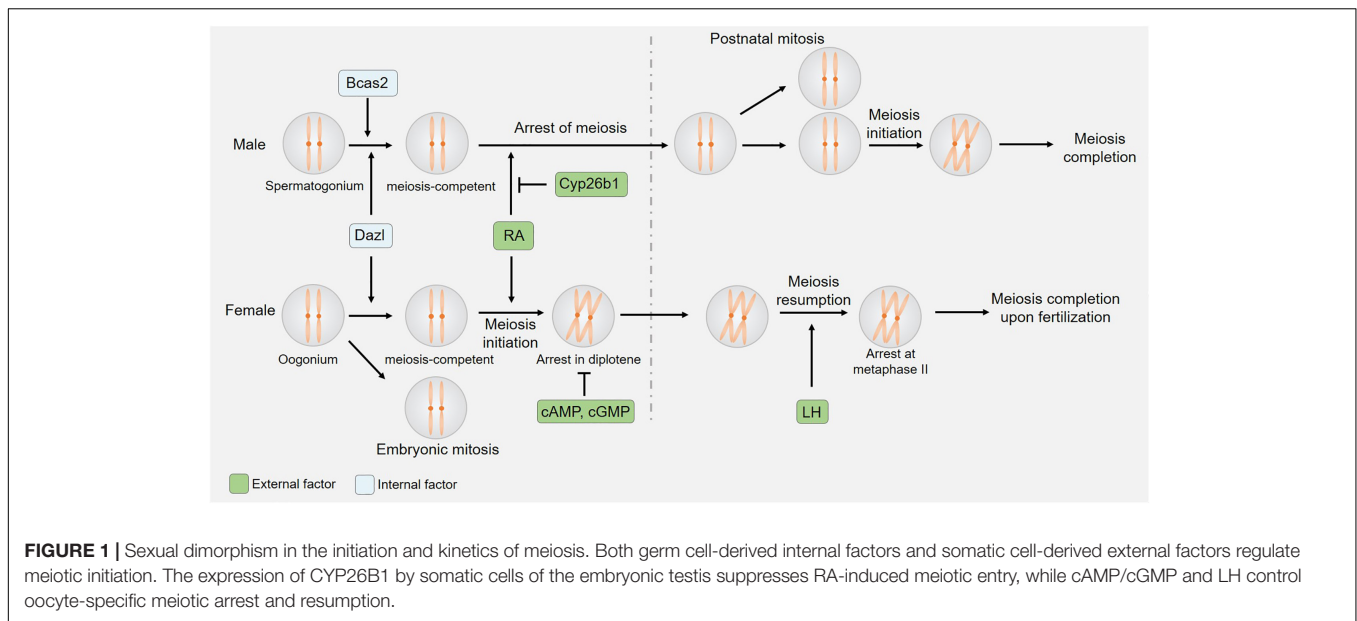 Postnatal mitosis
Bcas2
Male
Arrest of meiosis
Meiosis
initiation
Meiosis
completion
Spermatogonium
meiosis-competent
Cyp26b1
Dazl
RA
Female
Meiosis
initiation
Meiosis
resumption
Meiosis completion
upon fertilization
Oogonium
meiosis-competent
Arrest in diplotene
Arrest at
metaphase II
cAMP, cGMP
LH
Embryonic mitosis
External factor
Internal factor
FIGURE 1 | Sexual dimorphism in the initiation and kinetics of meiosis. Both germ cell-derived internal factors and somatic cell-derived external factors regulate
meiotic initiation. The expression of CYP26B1 by somatic cells of the embryonic testis suppresses RA-induced meiotic entry, while cAMP/cGMP and LH control
oocyte-specific meiotic arrest and resumption.